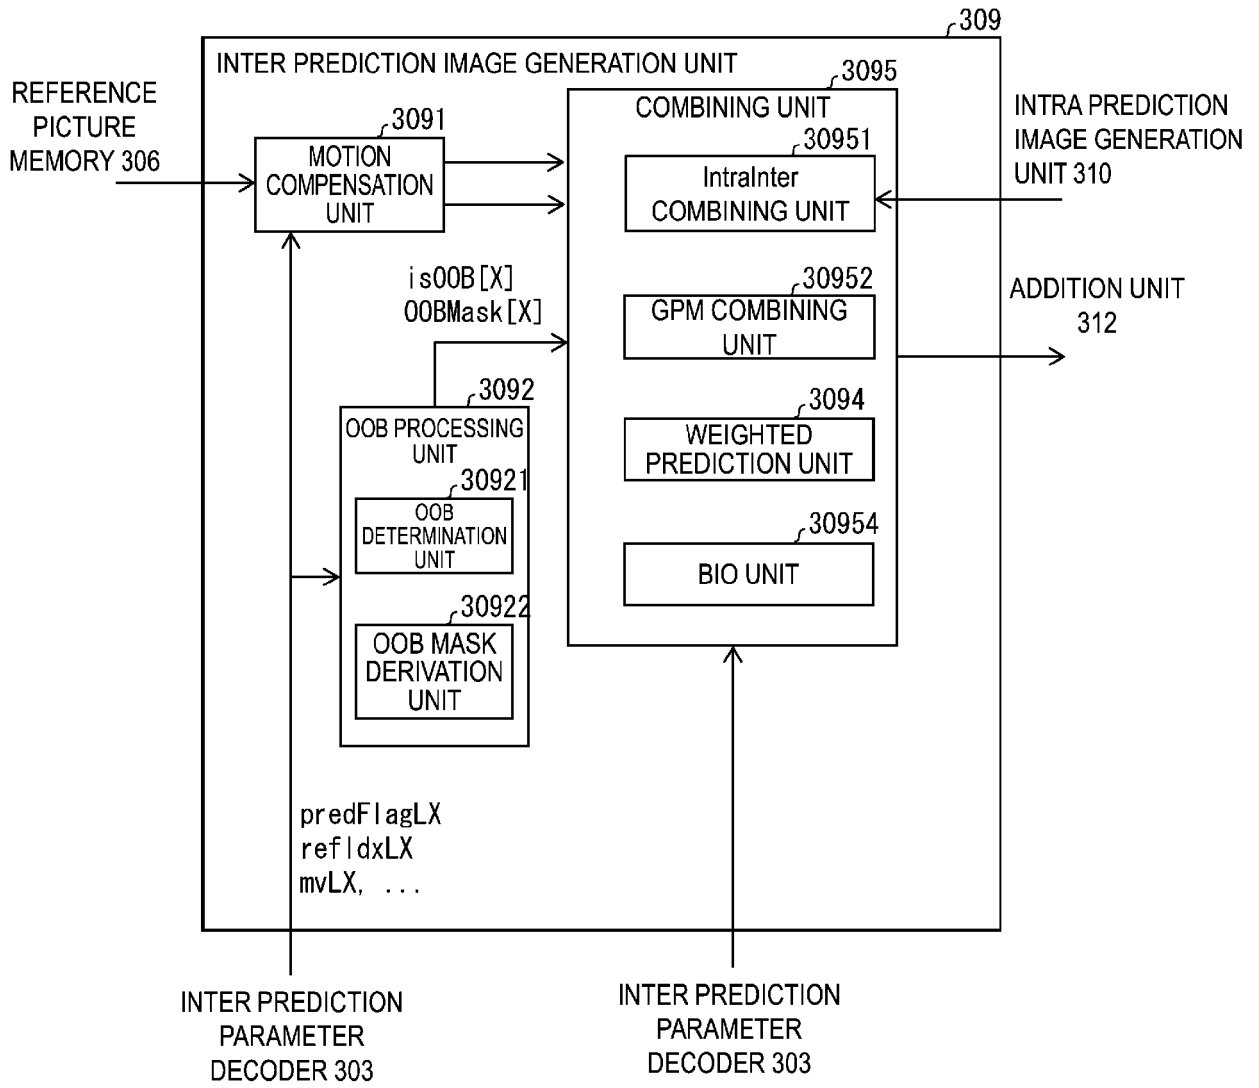 309
INTER PREDICTION IMAGE GENERATION UNIT
REFERENCE
PICTURE
MEMORY 306
3091
MOTION
COMPENSATION
UNIT
3095
COMBINING UNIT
30951
IntraInter
COMBINING UNIT
INTRA PREDICTION
IMAGE GENERATION
UNIT 310
isOOB[X]
OOBMask[X]
30952
GPM COMBINING
UNIT
ADDITION UNIT
312
3092
OOB PROCESSING
UNIT
3094
WEIGHTED
PREDICTION UNIT
30921
OOB
DETERMINATION
UNIT
30954
BIO UNIT
30922
OOB MASK
DERIVATION
UNIT
predFlagLX
refIdxLX
mvLX, ...
INTER PREDICTION
PARAMETER
DECODER 303
INTER PREDICTION
PARAMETER
DECODER 303